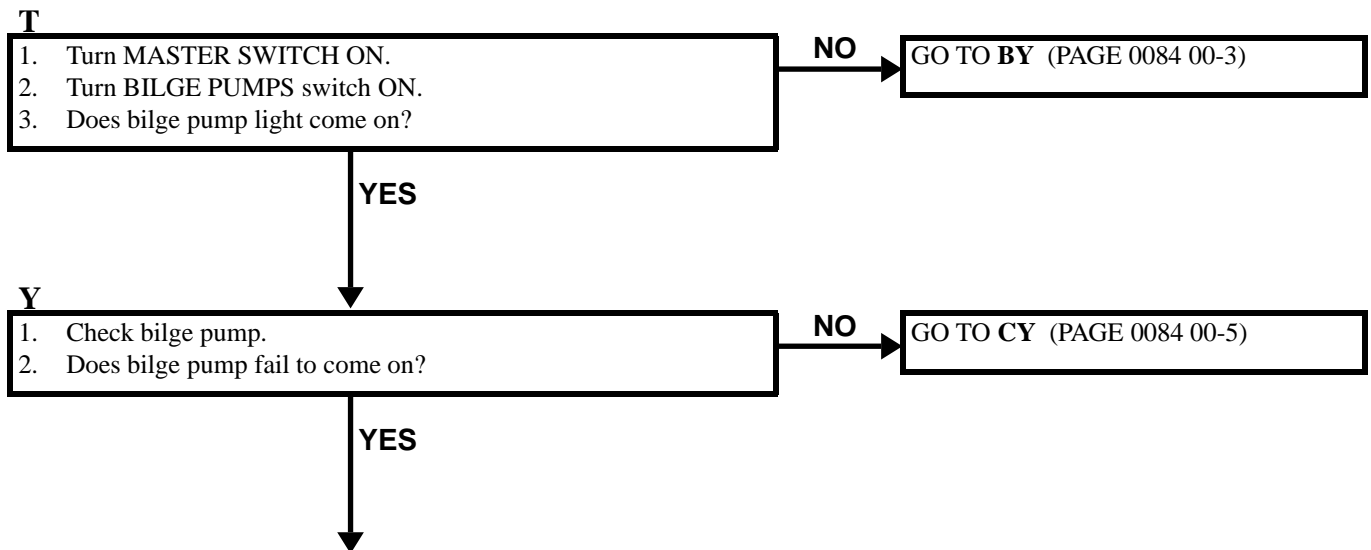 T
1. Turn MASTER SWITCH ON.
2. Turn BILGE PUMPS switch ON.
3. Does bilge pump light come on?
NO
GO TO BY (PAGE 0084 00-3)
YES
Y
1. Check bilge pump.
2. Does bilge pump fail to come on?
NO
GO TO CY (PAGE 0084 00-5)
YES